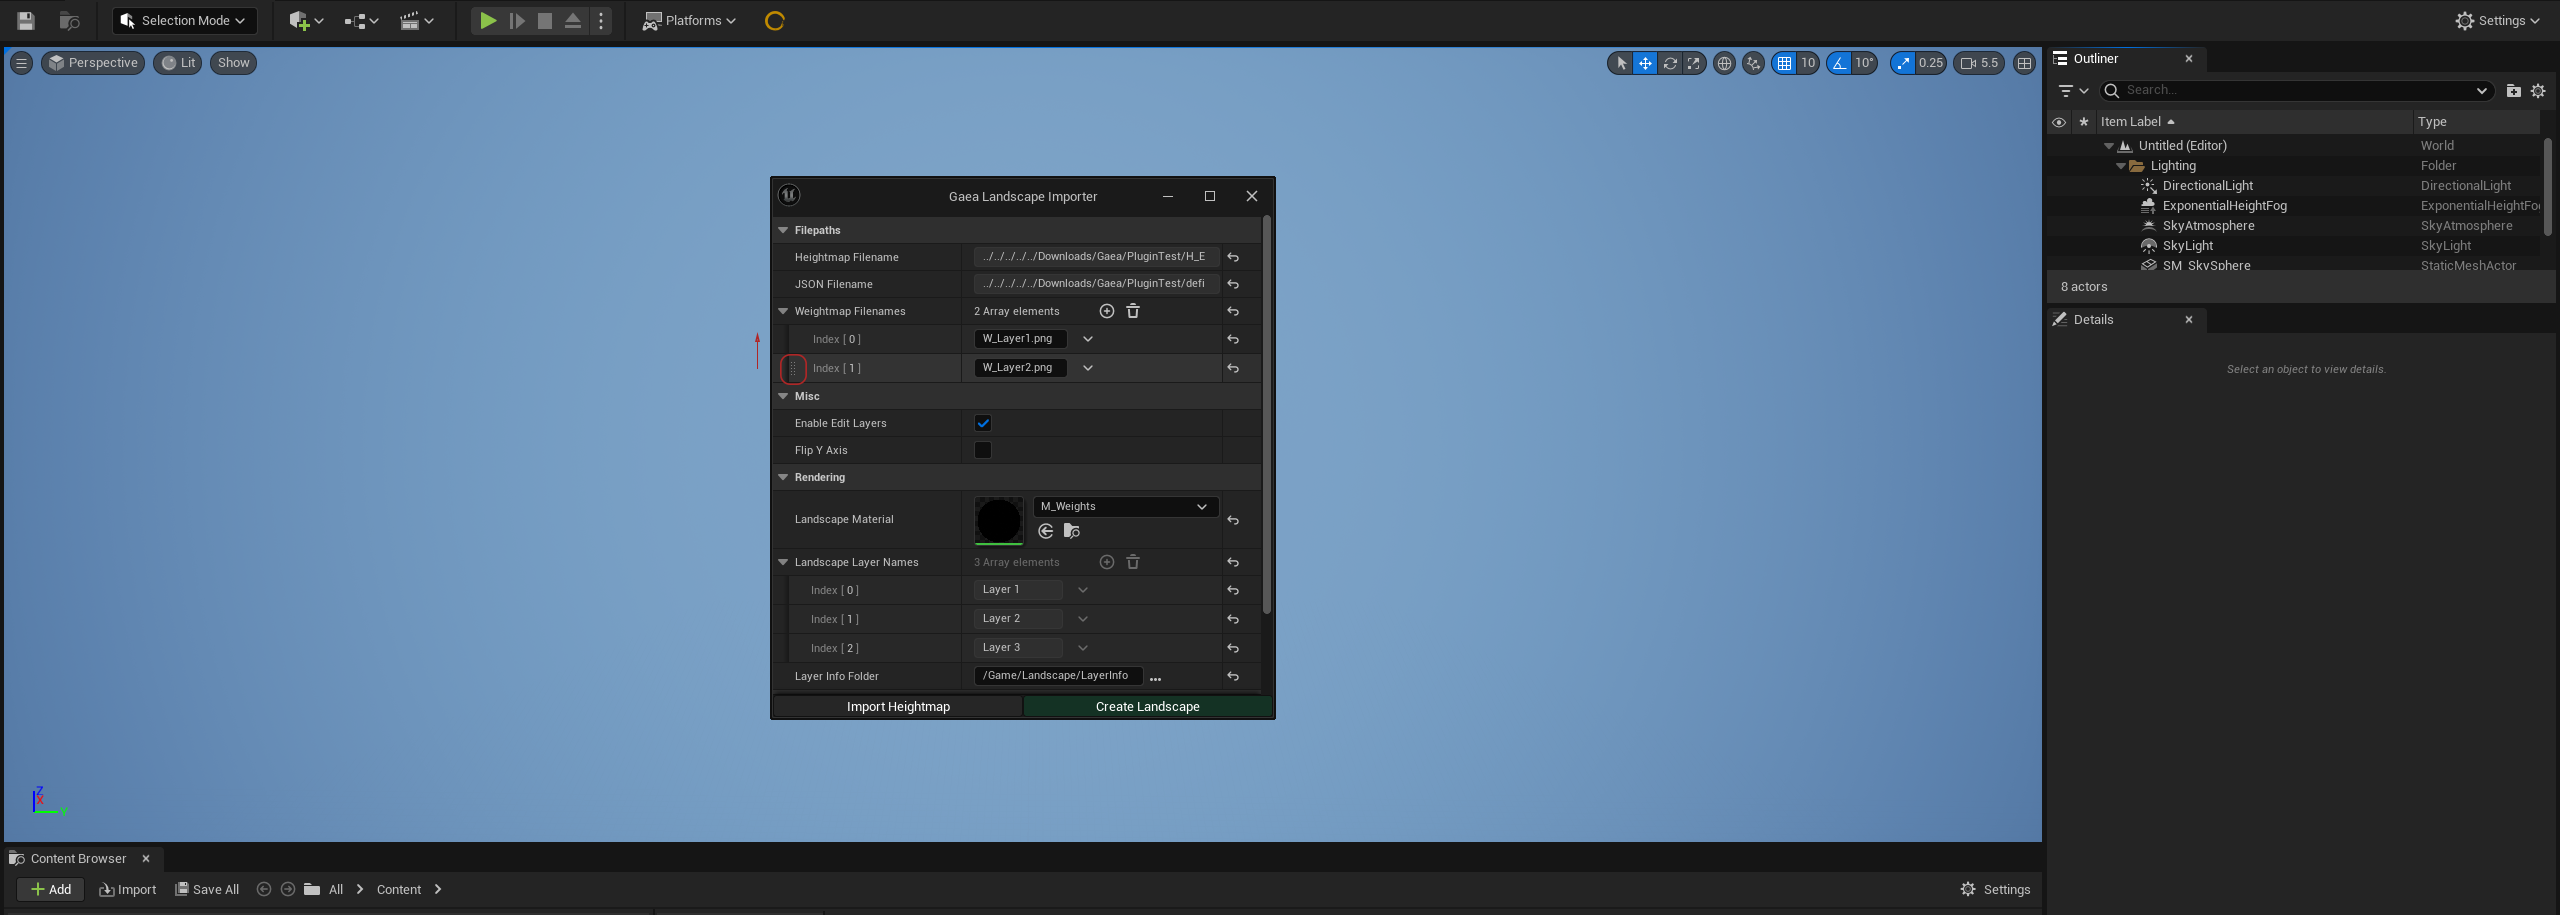 Selection Mode
Platforms
Settings
Perspective
Lit
Show
10
10°
0.25
5.5
Outliner
Search...
Item Label
Type
Untitled (Editor)
World
Lighting
Folder
DirectionalLight
DirectionalLight
ExponentialHeightFog
ExponentialHeightFo
SkyAtmosphere
SkyAtmosphere
SkyLight
SkyLight
SM_SkySphere
StaticMeshActor
8 actors
Details
Select an object to view details.
Gaea Landscape Importer
Filepaths
Heightmap Filename
../../../../../Downloads/Gaea/PluginTest/H_E
JSON Filename
../../../../../Downloads/Gaea/PluginTest/defi
Weightmap Filenames
2 Array elements
Index [ 0 ]
W_Layer1.png
Index [ 1 ]
W_Layer2.png
Misc
Enable Edit Layers
Flip Y Axis
Rendering
Landscape Material
M_Weights
Landscape Layer Names
3 Array elements
Index [ 0 ]
Layer 1
Index [ 1 ]
Layer 2
Index [ 2 ]
Layer 3
Layer Info Folder
/Game/Landscape/LayerInfo
...
Import Heightmap
Create Landscape
Z
X
Y
Content Browser
Add
Import
Save All
All
Content
Settings